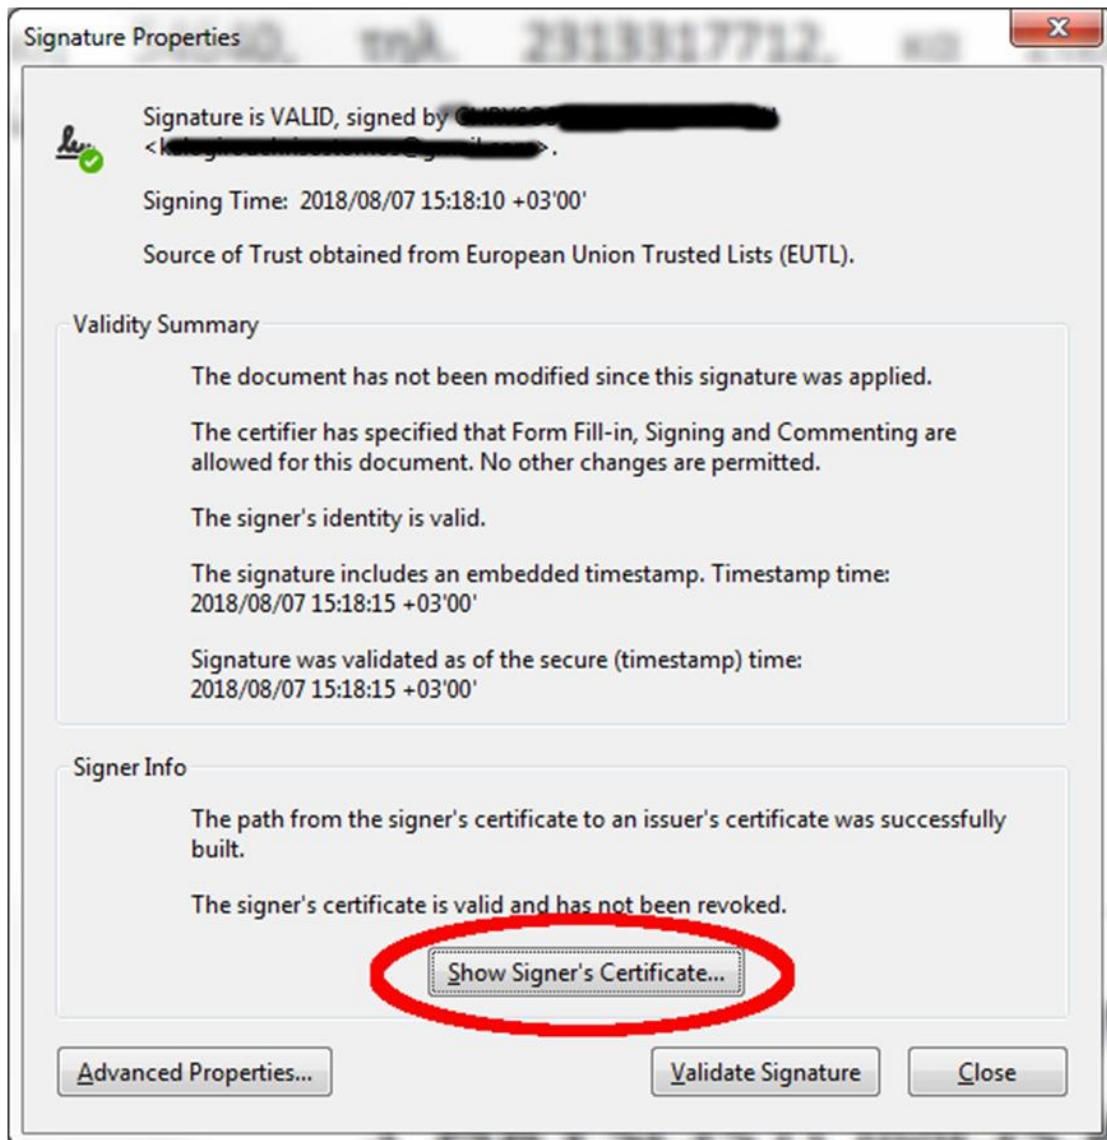 Signature Properties
τηλ. 2313317712, κα
Signature is VALID, signed by
Signing Time: 2018/08/07 15:18:10 +03'00'
Source of Trust obtained from European Union Trusted Lists (EUTL).
Validity Summary
The document has not been modified since this signature was applied.
The certifier has specified that Form Fill-in, Signing and Commenting are
allowed for this document. No other changes are permitted.
The signer's identity is valid.
The signature includes an embedded timestamp. Timestamp time:
2018/08/07 15:18:15 +03'00'
Signature was validated as of the secure (timestamp) time:
2018/08/07 15:18:15 +03'00'
Signer Info
The path from the signer's certificate to an issuer's certificate was successfully
built.
The signer's certificate is valid and has not been revoked.
Show Signer's Certificate...
Advanced Properties...
Validate Signature
Close